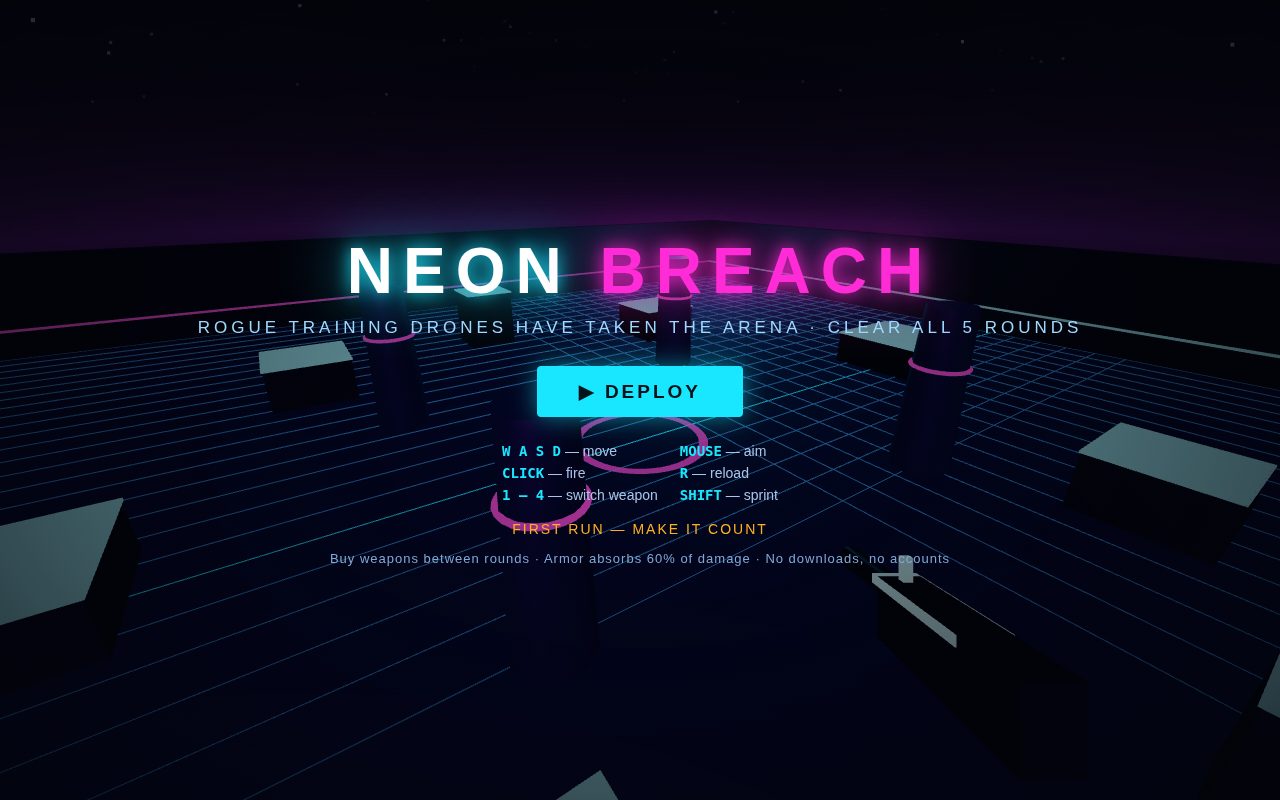 NEON BREACH
ROGUE TRAINING DRONES HAVE TAKEN THE ARENA · CLEAR ALL 5 ROUNDS
▶ DEPLOY
W A S D — move MOUSE — aim
CLICK — fire R — reload
1 – 4 — switch weapon SHIFT — sprint
FIRST RUN — MAKE IT COUNT
Buy weapons between rounds · Armor absorbs 60% of damage · No downloads, no accounts